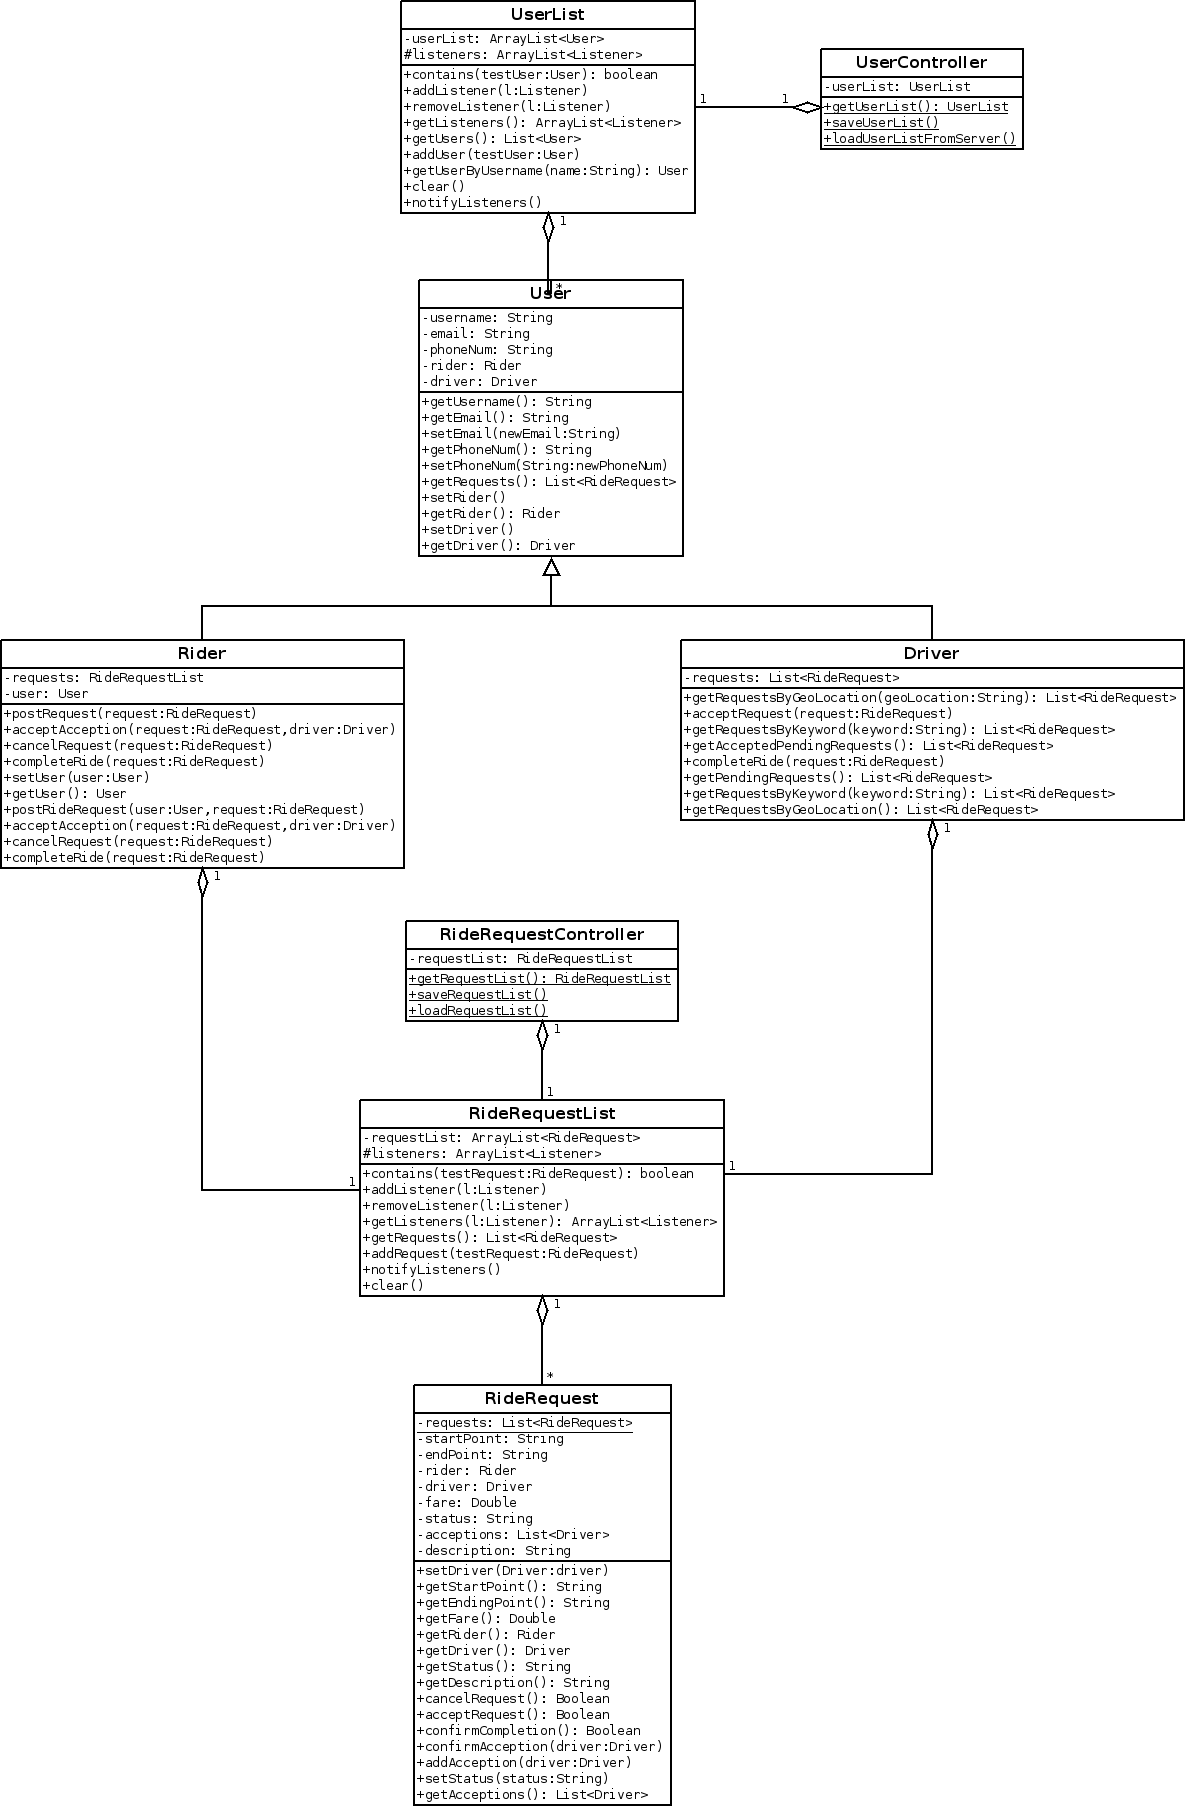 UserList
-userList: ArrayList<User>
#listeners: ArrayList<Listener>
+contains(testUser:User): boolean
+addListener(l:Listener)
+removeListener(l:Listener)
+getListeners(): ArrayList<Listener>
+getUsers(): List<User>
+addUser(testUser:User)
+getUserByUsername(name:String): User
+clear()
+notifyListeners()
1
1
UserController
-userList: UserList
+getUserList(): UserList
+saveUserList()
+loadUserListFromServer()
1
*
User
-username: String
-email: String
-phoneNum: String
-rider: Rider
-driver: Driver
+getUsername(): String
+getEmail(): String
+setEmail(newEmail:String)
+getPhoneNum(): String
+setPhoneNum(String:newPhoneNum)
+getRequests(): List<RideRequest>
+setRider()
+getRider(): Rider
+setDriver()
+getDriver(): Driver
Rider
-requests: RideRequestList
-user: User
+postRequest(request:RideRequest)
+acceptAcception(request:RideRequest,driver:Driver)
+cancelRequest(request:RideRequest)
+completeRide(request:RideRequest)
+setUser(user:User)
+getUser(): User
+postRideRequest(user:User,request:RideRequest)
+acceptAcception(request:RideRequest,driver:Driver)
+cancelRequest(request:RideRequest)
+completeRide(request:RideRequest)
1
Driver
-requests: List<RideRequest>
+getRequestsByGeoLocation(geoLocation:String): List<RideRequest>
+acceptRequest(request:RideRequest)
+getRequestsByKeyword(keyword:String): List<RideRequest>
+getAcceptedPendingRequests(): List<RideRequest>
+completeRide(request:RideRequest)
+getPendingRequests(): List<RideRequest>
+getRequestsByKeyword(keyword:String): List<RideRequest>
+getRequestsByGeoLocation(): List<RideRequest>
1
RideRequestController
-requestList: RideRequestList
+getRequestList(): RideRequestList
+saveRequestList()
+loadRequestList()
1
1
RideRequestList
-requestList: ArrayList<RideRequest>
#listeners: ArrayList<Listener>
+contains(testRequest:RideRequest): boolean
+addListener(l:Listener)
+removeListener(l:Listener)
+getListeners(l:Listener): ArrayList<Listener>
+getRequests(): List<RideRequest>
+addRequest(testRequest:RideRequest)
+notifyListeners()
+clear()
1
1
1
*
RideRequest
-requests: List<RideRequest>
-startPoint: String
-endPoint: String
-rider: Rider
-driver: Driver
-fare: Double
-status: String
-acceptions: List<Driver>
-description: String
+setDriver(Driver:driver)
+getStartPoint(): String
+getEndingPoint(): String
+getFare(): Double
+getRider(): Rider
+getDriver(): Driver
+getStatus(): String
+getDescription(): String
+cancelRequest(): Boolean
+acceptRequest(): Boolean
+confirmCompletion(): Boolean
+confirmAcception(driver:Driver)
+addAcception(driver:Driver)
+setStatus(status:String)
+getAcceptions(): List<Driver>